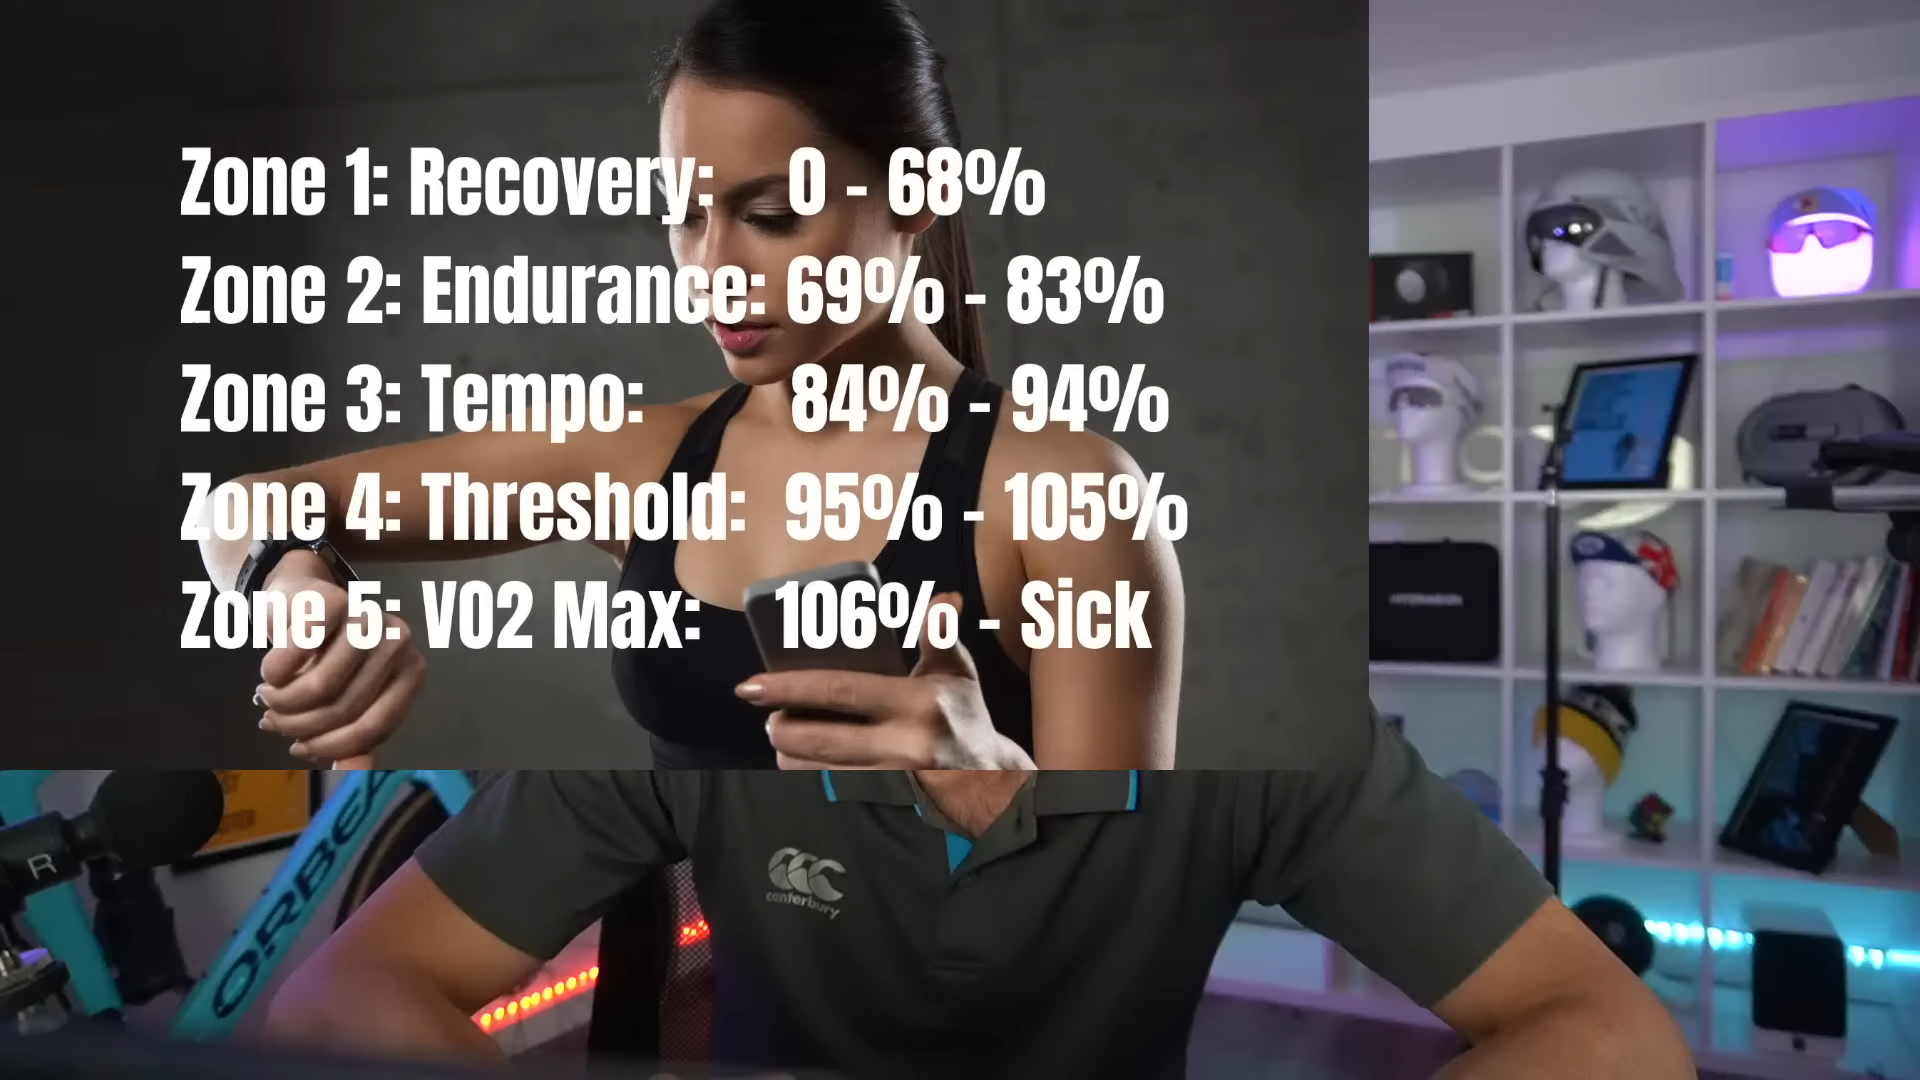 Zone 1: Recovery: 0 - 68%
Zone 2: Endurance: 69% - 83%
Zone 3: Tempo: 84% - 94%
Zone 4: Threshold: 95% - 105%
Zone 5: VO2 Max: 106% - Sick
R
ORBEA
canterbury